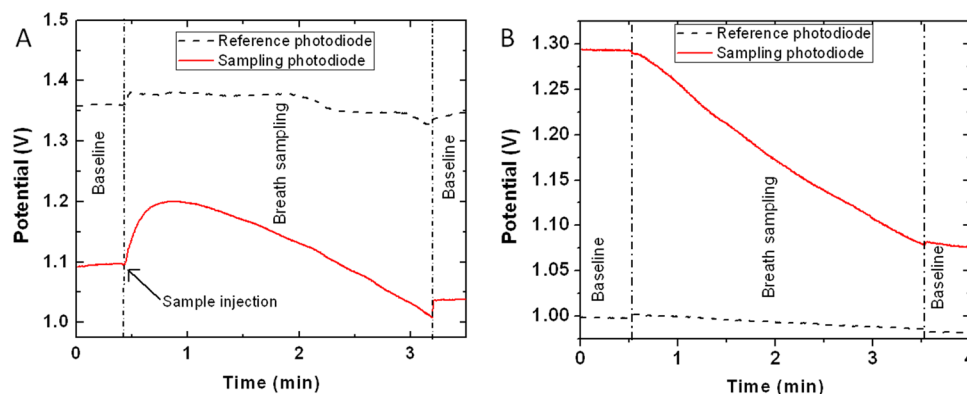 A
1.5
1.4
1.3
1.2
1.1
1.0
Potential (V)
Reference photodiode
Sampling photodiode
Baseline
Breath sampling
Baseline
Sample injection
0
1
2
3
Time (min)
B
1.30
1.25
1.20
1.15
1.10
1.05
1.00
Potential (V)
Reference photodiode
Sampling photodiode
Baseline
Breath sampling
Baseline
0
1
2
3
4
Time (min)